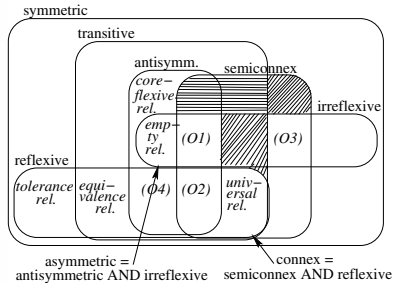 symmetric
transitive
antisymm.
semiconnex
core-
flexive
rel.
irreflexive
emp-
ty
rel.
(O1)
(O3)
reflexive
tolerance
rel.
equi-
valence
rel.
(O4)
(O2)
univ-
ersal
rel.
asymmetric =
antisymmetric AND irreflexive
connex =
semiconnex AND reflexive